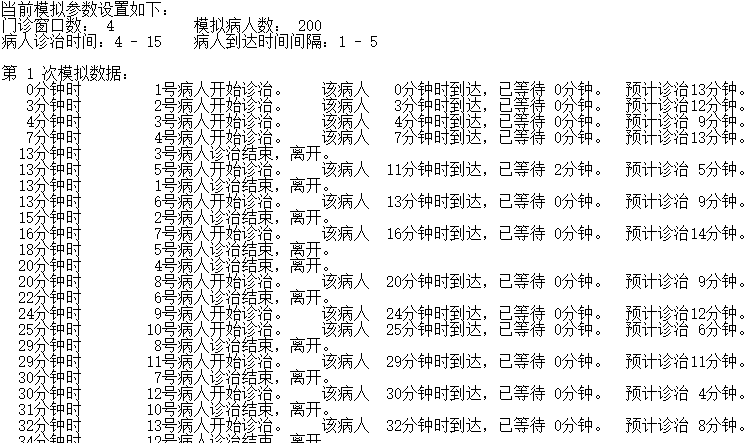 当前模拟参数设置如下：
门诊窗口数： 4 模拟病人数： 200
病人诊治时间：4 - 15 病人到达时间间隔：1 - 5
第 1 次模拟数据：
0分钟时 1号病人开始诊治。 该病人 0分钟时到达，已等待 0分钟。 预计诊治13分钟。
3分钟时 2号病人开始诊治。 该病人 3分钟时到达，已等待 0分钟。 预计诊治12分钟。
4分钟时 3号病人开始诊治。 该病人 4分钟时到达，已等待 0分钟。 预计诊治 9分钟。
7分钟时 4号病人开始诊治。 该病人 7分钟时到达，已等待 0分钟。 预计诊治13分钟。
13分钟时 3号病人诊治结束，离开。
13分钟时 5号病人开始诊治。 该病人 11分钟时到达，已等待 2分钟。 预计诊治 5分钟。
13分钟时 1号病人诊治结束，离开。
13分钟时 6号病人开始诊治。 该病人 13分钟时到达，已等待 0分钟。 预计诊治 9分钟。
15分钟时 2号病人诊治结束，离开。
16分钟时 7号病人开始诊治。 该病人 16分钟时到达，已等待 0分钟。 预计诊治14分钟。
18分钟时 5号病人诊治结束，离开。
20分钟时 4号病人诊治结束，离开。
20分钟时 8号病人开始诊治。 该病人 20分钟时到达，已等待 0分钟。 预计诊治 9分钟。
22分钟时 6号病人诊治结束，离开。
24分钟时 9号病人开始诊治。 该病人 24分钟时到达，已等待 0分钟。 预计诊治12分钟。
25分钟时 10号病人开始诊治。 该病人 25分钟时到达，已等待 0分钟。 预计诊治 6分钟。
29分钟时 8号病人诊治结束，离开。
29分钟时 11号病人开始诊治。 该病人 29分钟时到达，已等待 0分钟。 预计诊治11分钟。
30分钟时 7号病人诊治结束，离开。
30分钟时 12号病人开始诊治。 该病人 30分钟时到达，已等待 0分钟。 预计诊治 4分钟。
31分钟时 10号病人诊治结束，离开。
32分钟时 13号病人开始诊治。 该病人 32分钟时到达，已等待 0分钟。 预计诊治 8分钟。
34分钟时 12号病人诊治结束，离开。